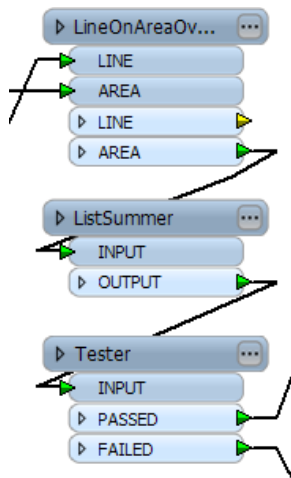 LineOnAreaOv...
LINE
AREA
LINE
AREA
ListSummer
INPUT
OUTPUT
Tester
INPUT
PASSED
FAILED